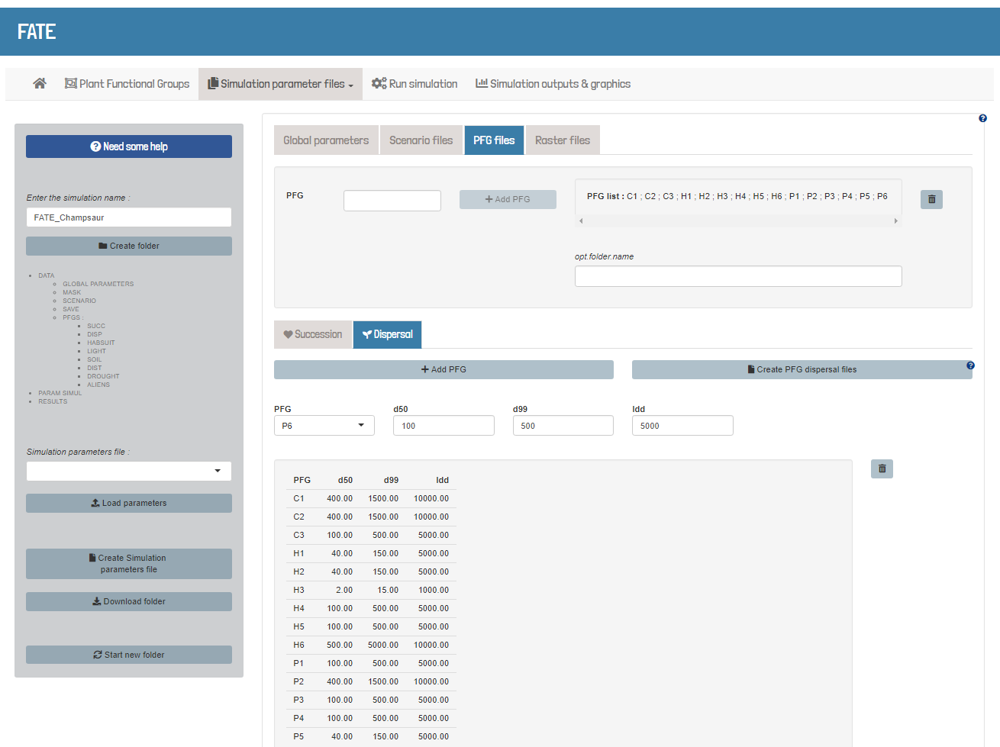 FATE
Plant Functional Groups Simulation parameter files Run simulation Simulation outputs & graphics
Need some help
Enter the simulation name :
FATE_Champsaur
Create folder
DATA
GLOBAL PARAMETERS
MASK
SCENARIO
SAVE
PFGS :
SUCC
DISP
HABSUIT
LIGHT
SOIL
DIST
DROUGHT
ALIENS
PARAM SIMUL
RESULTS
Simulation parameters file :
Load parameters
Create Simulation
parameters file
Download folder
Start new folder
Global parameters Scenario files PFG files Raster files
PFG
Add PFG
PFG list : C1 ; C2 ; C3 ; H1 ; H2 ; H3 ; H4 ; H5 ; H6 ; P1 ; P2 ; P3 ; P4 ; P5 ; P6
opt.folder.name
Succession Dispersal
Add PFG Create PFG dispersal files
PFG d50 d99 ldd
P6 100 500 5000
PFG d50 d99 ldd
C1 400.00 1500.00 10000.00
C2 400.00 1500.00 10000.00
C3 100.00 500.00 5000.00
H1 40.00 150.00 5000.00
H2 40.00 150.00 5000.00
H3 2.00 15.00 1000.00
H4 100.00 500.00 5000.00
H5 100.00 500.00 5000.00
H6 500.00 5000.00 10000.00
P1 100.00 500.00 5000.00
P2 400.00 1500.00 10000.00
P3 100.00 500.00 5000.00
P4 100.00 500.00 5000.00
P5 40.00 150.00 5000.00